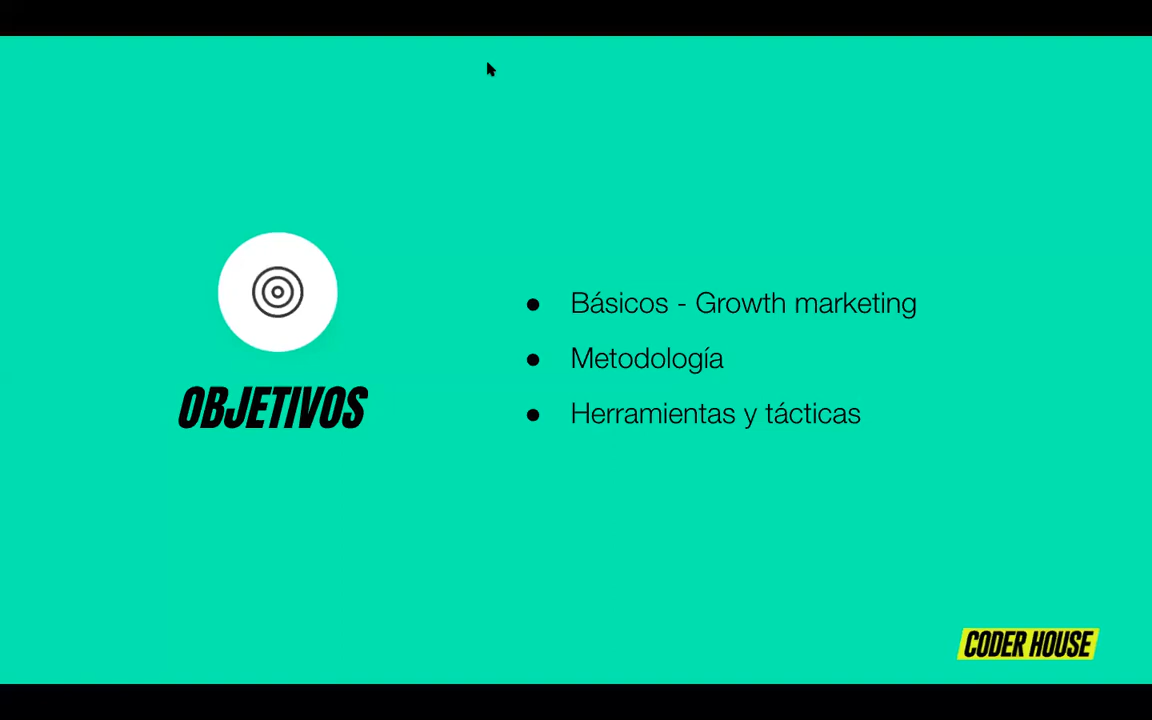 OBJETIVOS
● Básicos - Growth marketing
● Metodología
● Herramientas y tácticas
CODER HOUSE